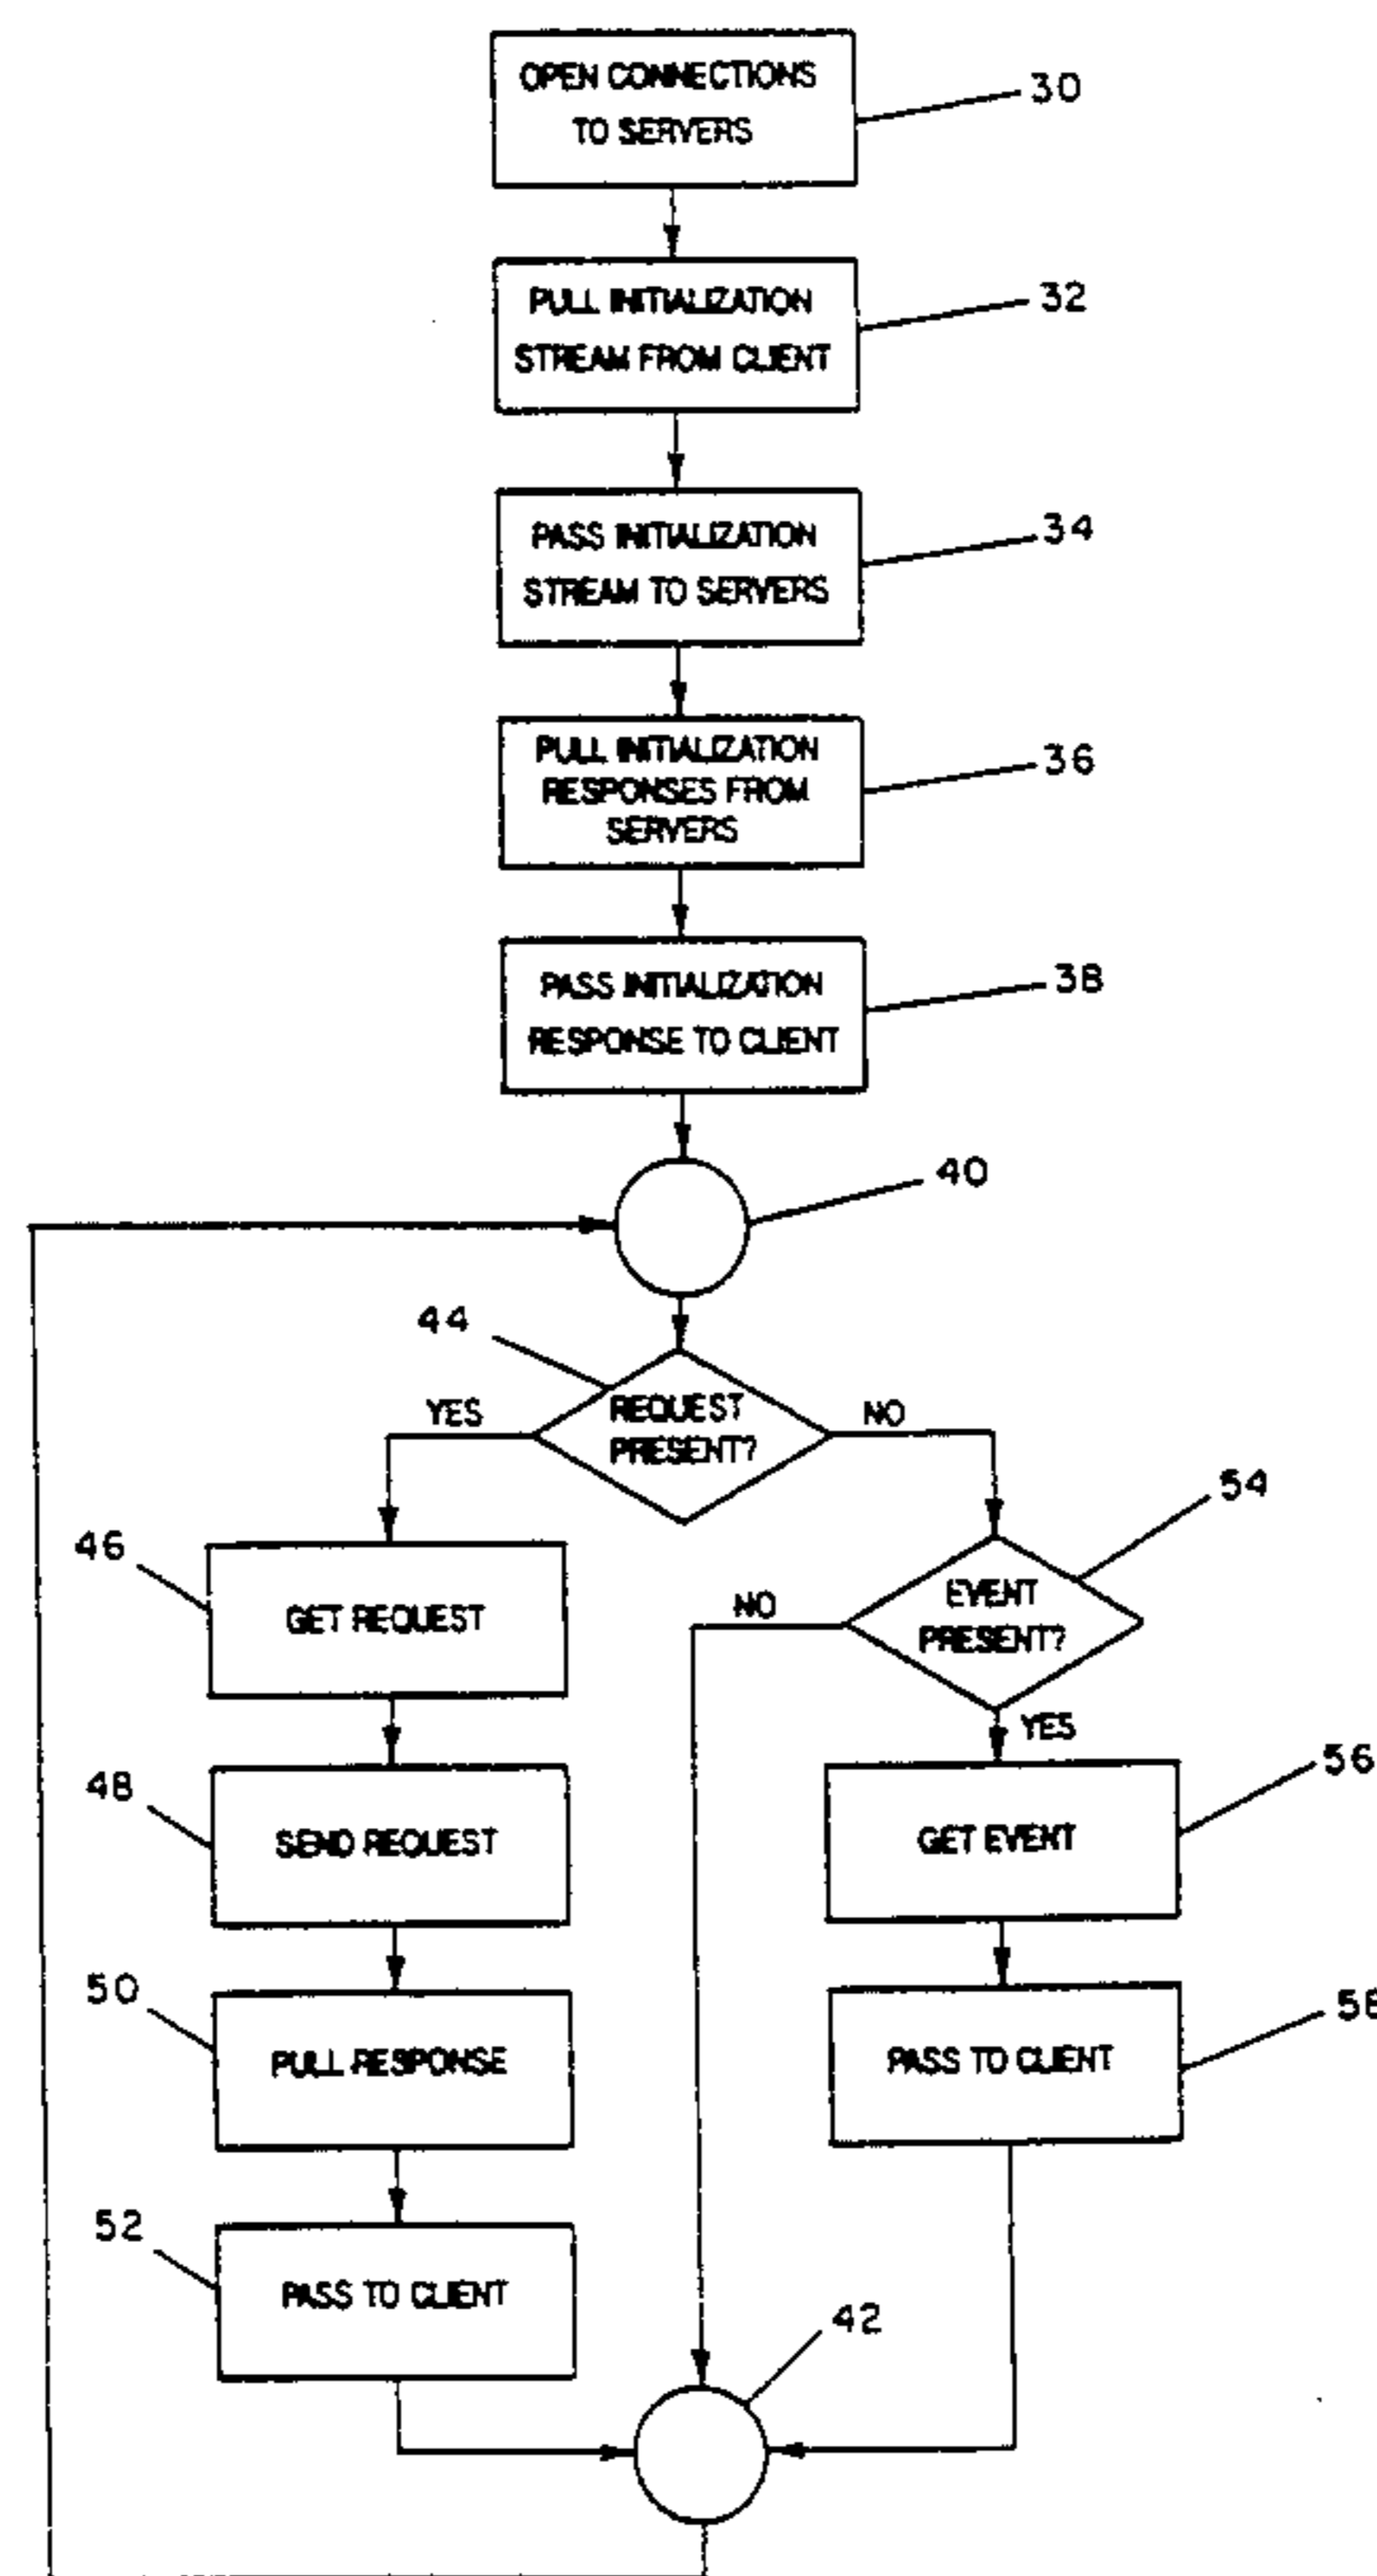 OPEN CONNECTIONS
TO SERVERS
30
PULL INITIALIZATION
STREAM FROM CLIENT
32
PASS INITIALIZATION
STREAM TO SERVERS
34
PULL INITIALIZATION
RESPONSES FROM
SERVERS
36
PASS INITIALIZATION
RESPONSE TO CLIENT
38
40
44
YES
REQUEST
PRESENT?
NO
54
46
GET REQUEST
NO
EVENT
PRESENT?
YES
48
SEND REQUEST
56
GET EVENT
50
PULL RESPONSE
58
PASS TO CLIENT
52
PASS TO CLIENT
42